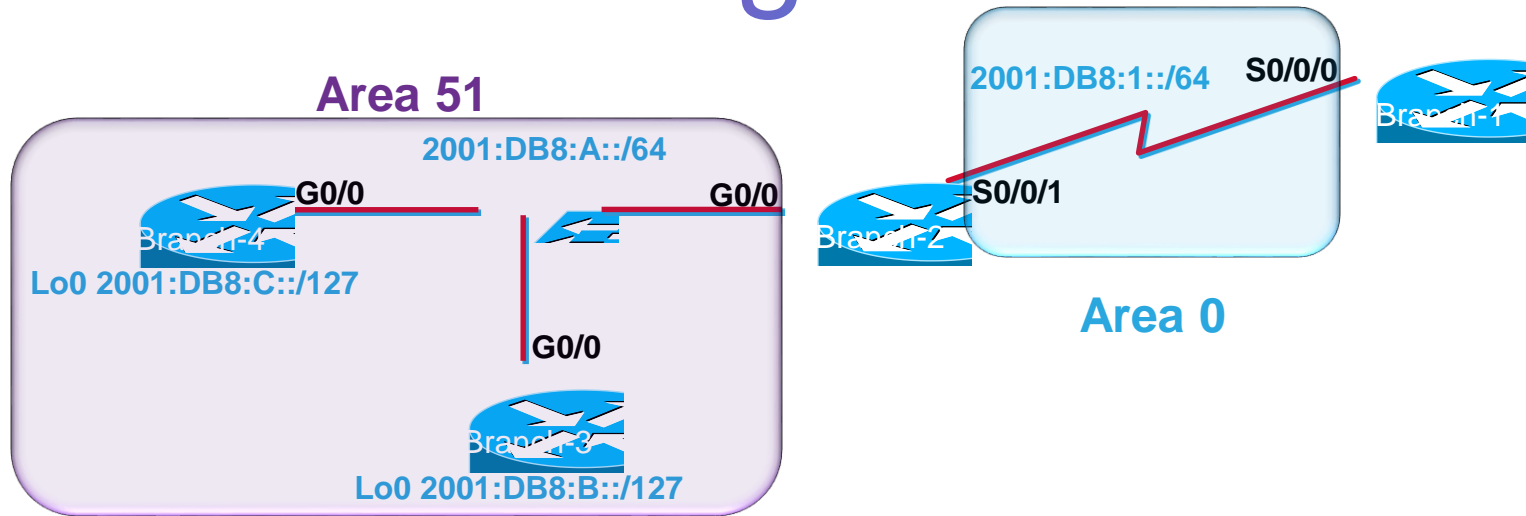 Area 51
2001:DB8:A::/64
G0/0
G0/0
Branch-4
Lo0 2001:DB8:C::/127
G0/0
Branch-3
Lo0 2001:DB8:B::/127
2001:DB8:1::/64
S0/0/0
Branch-1
S0/0/1
Branch-2
Area 0